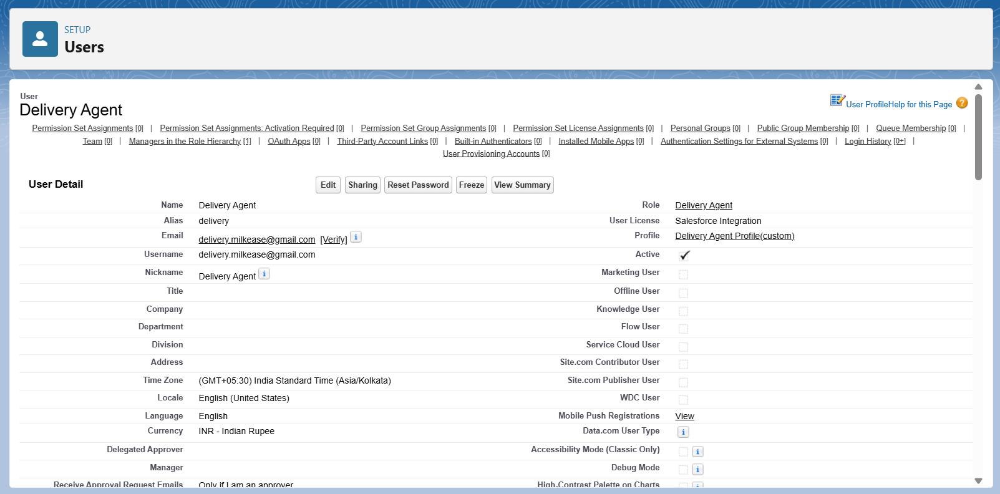 SETUP
Users
User
Delivery Agent
User Profile Help for this Page
Permission Set Assignments [0] | Permission Set Assignments: Activation Required [0] | Permission Set Group Assignments [0] | Permission Set License Assignments [0] | Personal Groups [0] | Public Group Membership [0] | Queue Membership [0] |
Team [0] | Managers in the Role Hierarchy [1] | OAuth Apps [0] | Third-Party Account Links [0] | Built-in Authenticators [0] | Installed Mobile Apps [0] | Authentication Settings for External Systems [0] | Login History [0+] |
User Provisioning Accounts [0]
User Detail Edit Sharing Reset Password Freeze View Summary
Name Delivery Agent Role Delivery Agent
Alias delivery User License Salesforce Integration
Email delivery.milkease@gmail.com [Verify] Profile Delivery Agent Profile(custom)
Username delivery.milkease@gmail.com Active
Nickname Delivery Agent Marketing User
Title Offline User
Company Knowledge User
Department Flow User
Division Service Cloud User
Address Site.com Contributor User
Time Zone (GMT+05:30) India Standard Time (Asia/Kolkata) Site.com Publisher User
Locale English (United States) WDC User
Language English Mobile Push Registrations View
Currency INR - Indian Rupee Data.com User Type
Delegated Approver Accessibility Mode (Classic Only)
Manager Debug Mode
Receive Approval Request Emails Only if I am an approver High-Contrast Palette on Charts